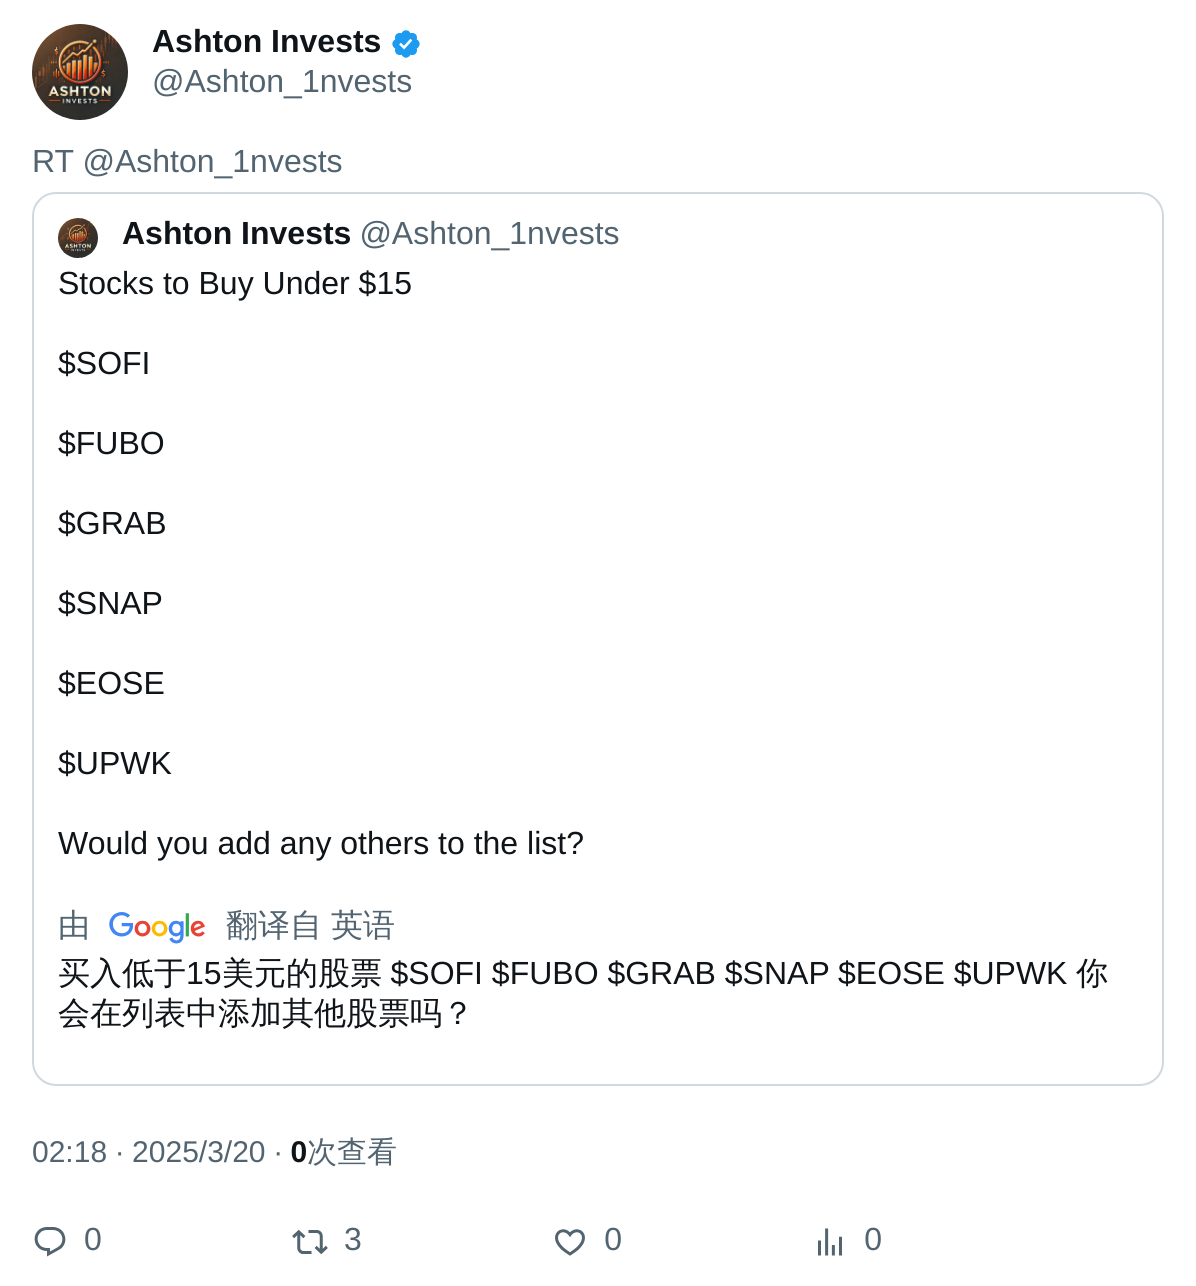 Ashton Invests
@Ashton_1nvests
ASHTON
INVESTS
RT @Ashton_1nvests
Ashton Invests @Ashton_1nvests
Stocks to Buy Under $15
$SOFI
$FUBO
$GRAB
$SNAP
$EOSE
$UPWK
Would you add any others to the list?
由 Google 翻译自 英语
买入低于15美元的股票 $SOFI $FUBO $GRAB $SNAP $EOSE $UPWK 你
会在列表中添加其他股票吗？
02:18 · 2025/3/20 · 0次查看
0 3 0 0